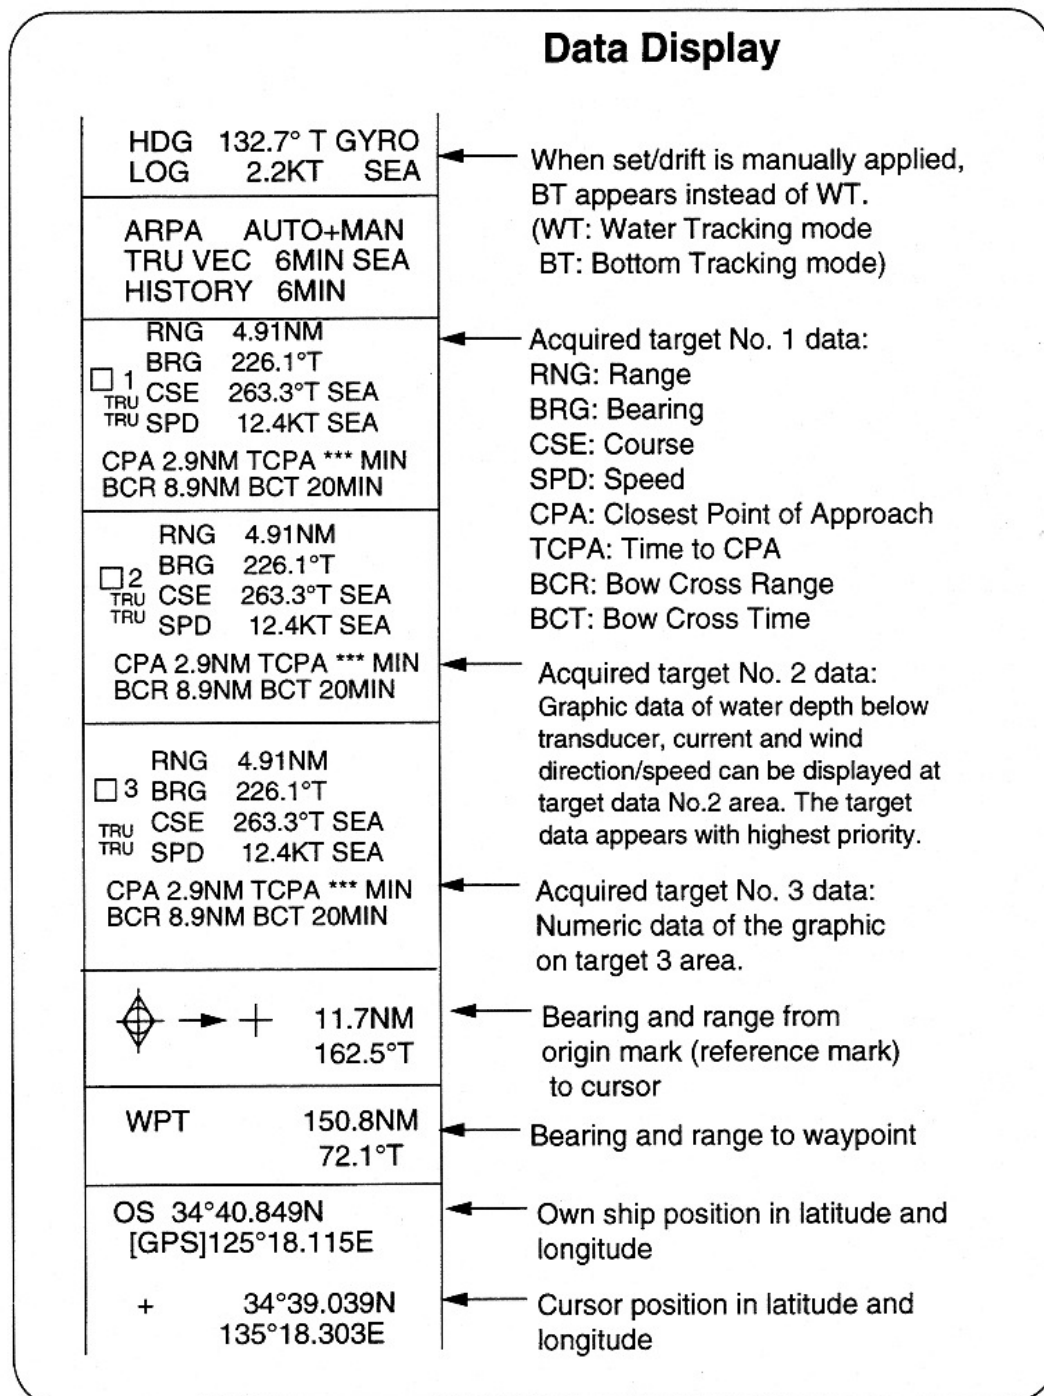 Data Display
HDG 132.7° T GYRO
LOG 2.2KT SEA
When set/drift is manually applied,
BT appears instead of WT.
(WT: Water Tracking mode
BT: Bottom Tracking mode)
ARPA AUTO+MAN
TRU VEC 6MIN SEA
HISTORY 6MIN
RNG 4.91NM
BRG 226.1°T
□ 1
TRU CSE 263.3°T SEA
TRU SPD 12.4KT SEA
CPA 2.9NM TCPA *** MIN
BCR 8.9NM BCT 20MIN
Acquired target No. 1 data:
RNG: Range
BRG: Bearing
CSE: Course
SPD: Speed
CPA: Closest Point of Approach
TCPA: Time to CPA
BCR: Bow Cross Range
BCT: Bow Cross Time
RNG 4.91NM
BRG 226.1°T
□2
TRU CSE 263.3°T SEA
TRU SPD 12.4KT SEA
CPA 2.9NM TCPA *** MIN
BCR 8.9NM BCT 20MIN
Acquired target No. 2 data:
Graphic data of water depth below
transducer, current and wind
direction/speed can be displayed at
target data No.2 area. The target
data appears with highest priority.
RNG 4.91NM
□ 3 BRG 226.1°T
TRU CSE 263.3°T SEA
TRU SPD 12.4KT SEA
CPA 2.9NM TCPA *** MIN
BCR 8.9NM BCT 20MIN
Acquired target No. 3 data:
Numeric data of the graphic
on target 3 area.
11.7NM
162.5°T
Bearing and range from
origin mark (reference mark)
to cursor
WPT 150.8NM
72.1°T
Bearing and range to waypoint
OS 34°40.849N
[GPS]125°18.115E
Own ship position in latitude and
longitude
+ 34°39.039N
135°18.303E
Cursor position in latitude and
longitude